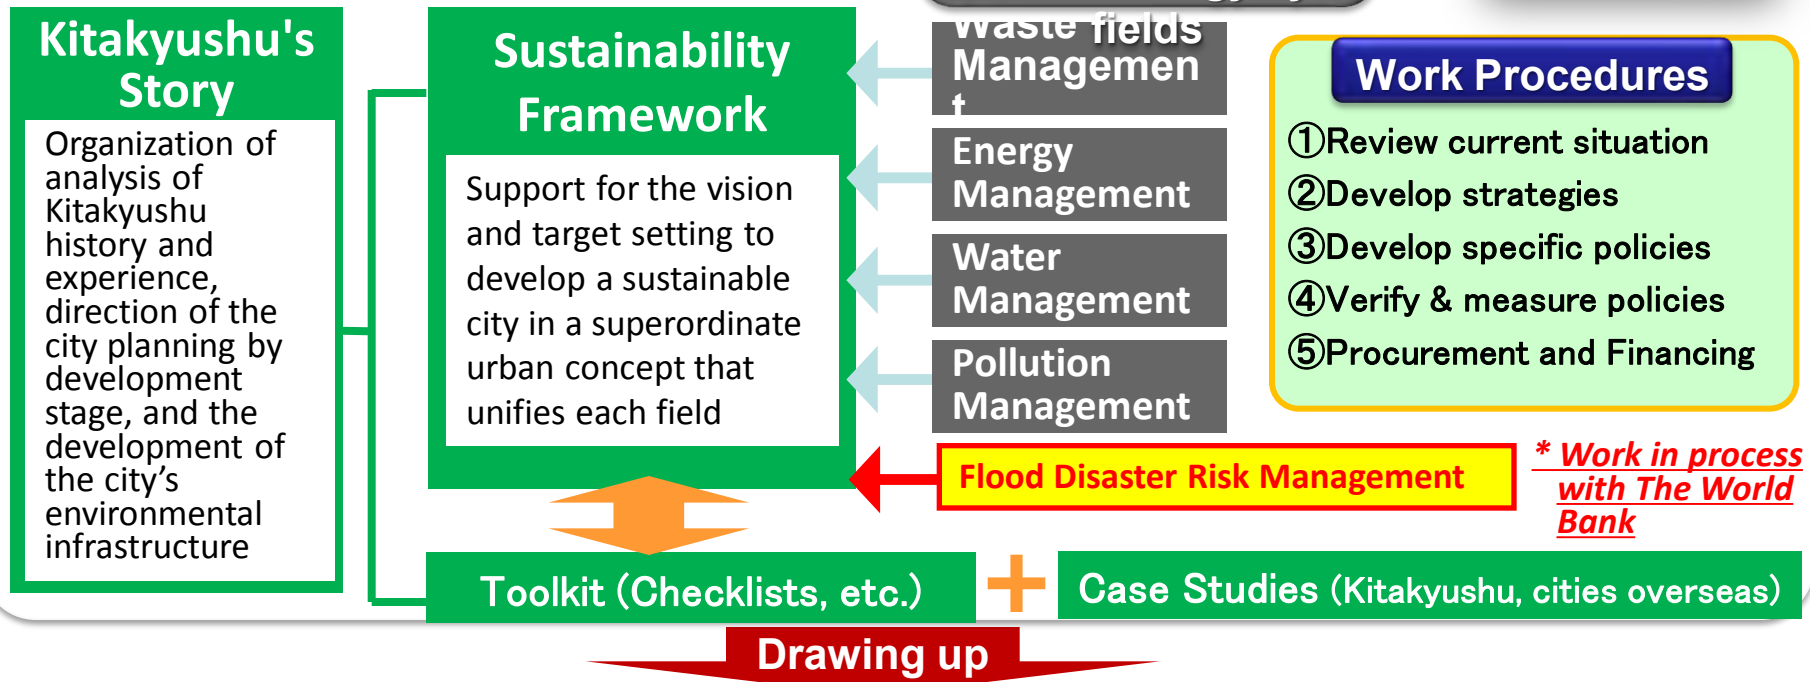 Kitakyushu's
Story
Organization of
analysis of
Kitakyushu
history and
experience,
direction of the
city planning by
development
stage, and the
development of
the city’s
environmental
infrastructure
Sustainability
Framework
Support for the vision
and target setting to
develop a sustainable
city in a superordinate
urban concept that
unifies each field
fields
Waste
Managemen
t
Energy
Management
Water
Management
Pollution
Management
Flood Disaster Risk Management
* Work in process
with The World
Bank
Work Procedures
①Review current situation
②Develop strategies
③Develop specific policies
④Verify & measure policies
⑤Procurement and Financing
Toolkit (Checklists, etc.)
+
Case Studies (Kitakyushu, cities overseas)
Drawing up